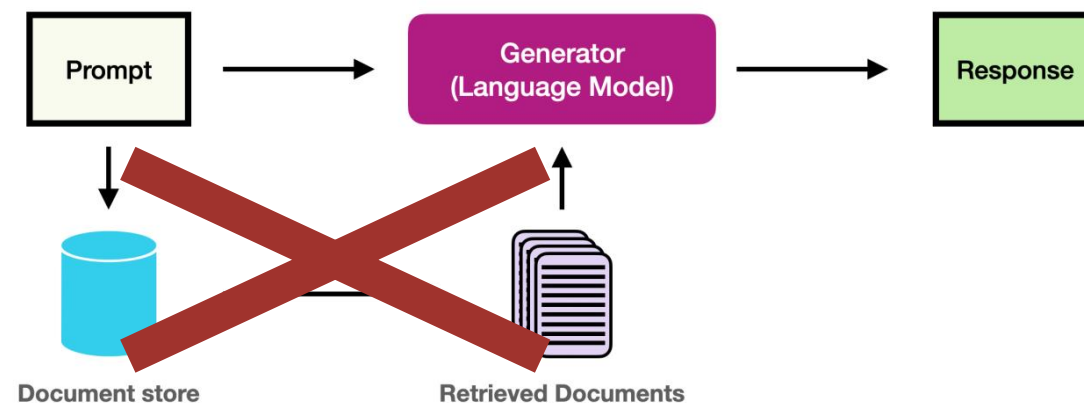 Prompt
Generator
(Language Model)
Response
Document store
Retrieved Documents